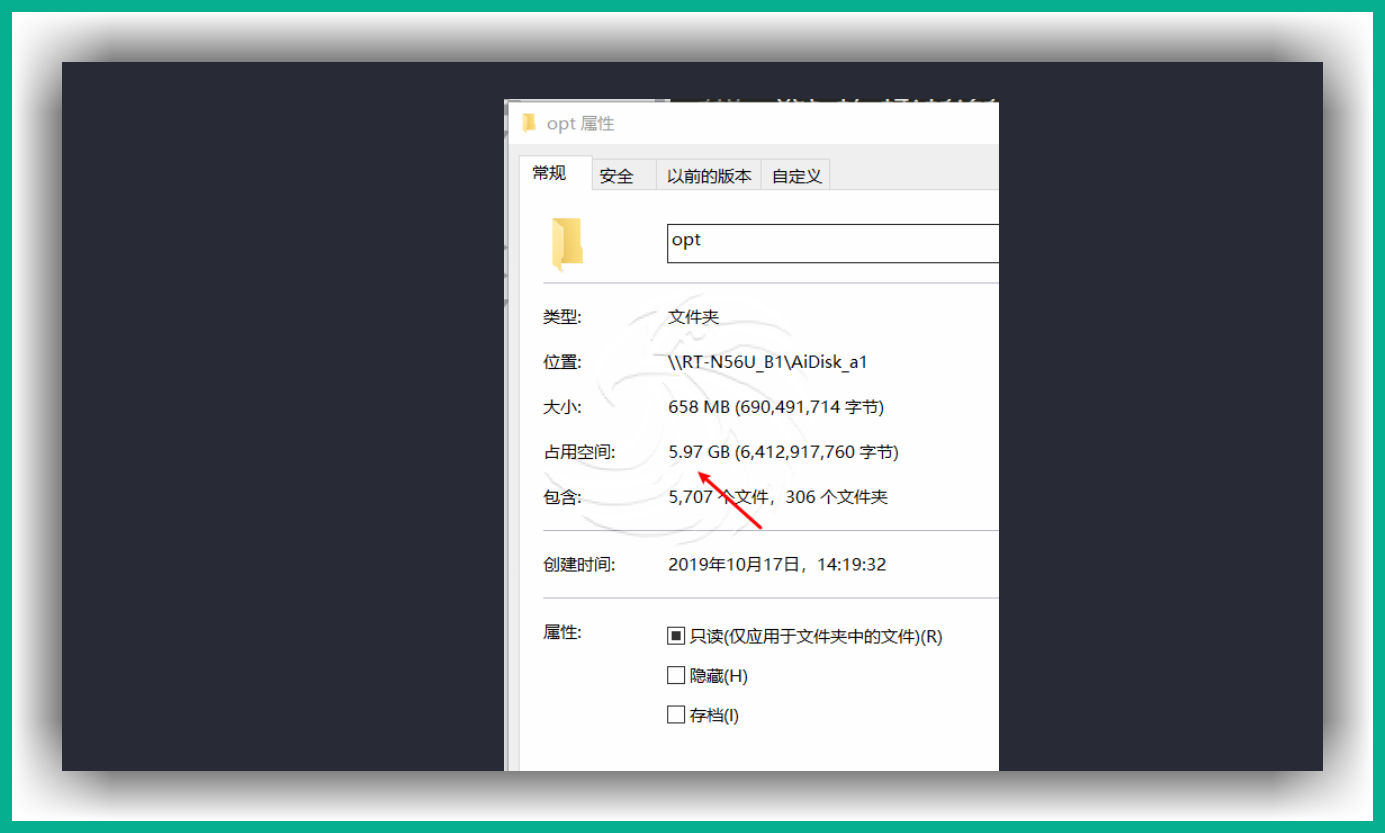 opt 属性
常规 安全 以前的版本 自定义
opt
类型: 文件夹
位置: \\RT-N56U_B1\AiDisk_a1
大小: 658 MB (690,491,714 字节)
占用空间: 5.97 GB (6,412,917,760 字节)
包含: 5,707 个文件，306 个文件夹
创建时间: 2019年10月17日，14:19:32
属性: 只读(仅应用于文件夹中的文件)(R)
隐藏(H)
存档(I)